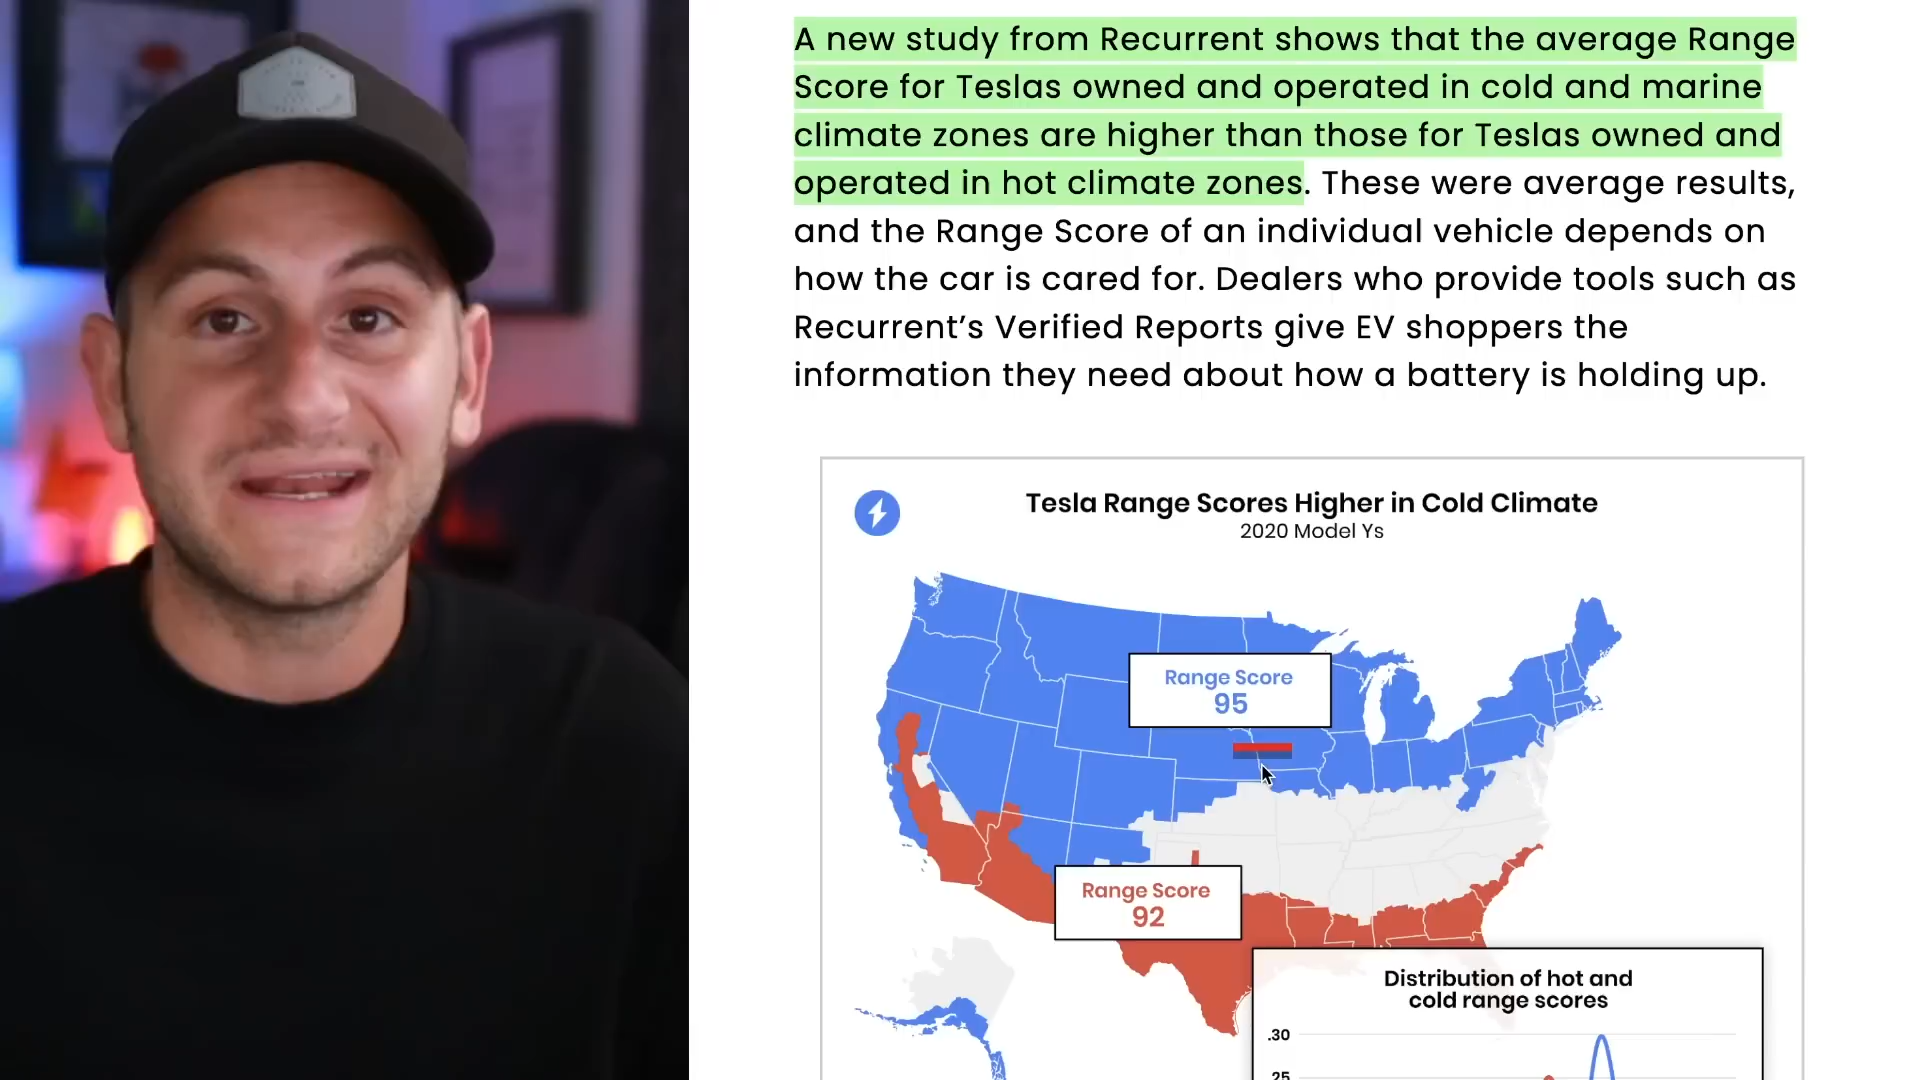 A new study from Recurrent shows that the average Range
Score for Teslas owned and operated in cold and marine
climate zones are higher than those for Teslas owned and
operated in hot climate zones. These were average results,
and the Range Score of an individual vehicle depends on
how the car is cared for. Dealers who provide tools such as
Recurrent’s Verified Reports give EV shoppers the
information they need about how a battery is holding up.
Tesla Range Scores Higher in Cold Climate
2020 Model Ys
Range Score
95
Range Score
92
Distribution of hot and
cold range scores
.30
.25